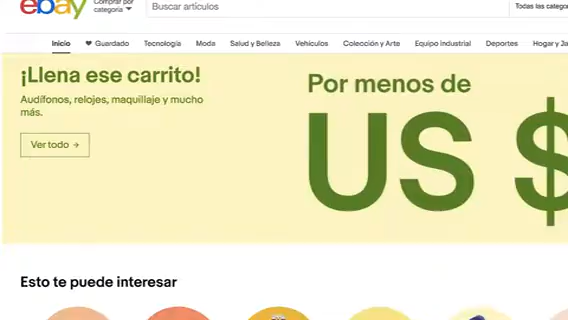 ebay
Comprar por
categoría
Buscar artículos
Todas las catego
Inicio
Guardado
Tecnología
Moda
Salud y Belleza
Vehículos
Colección y Arte
Equipo Industrial
Deportes
Hogar y Ja
¡Llena ese carrito!
Audífonos, relojes, maquillaje y mucho
más.
Ver todo →
Por menos de
US $
Esto te puede interesar